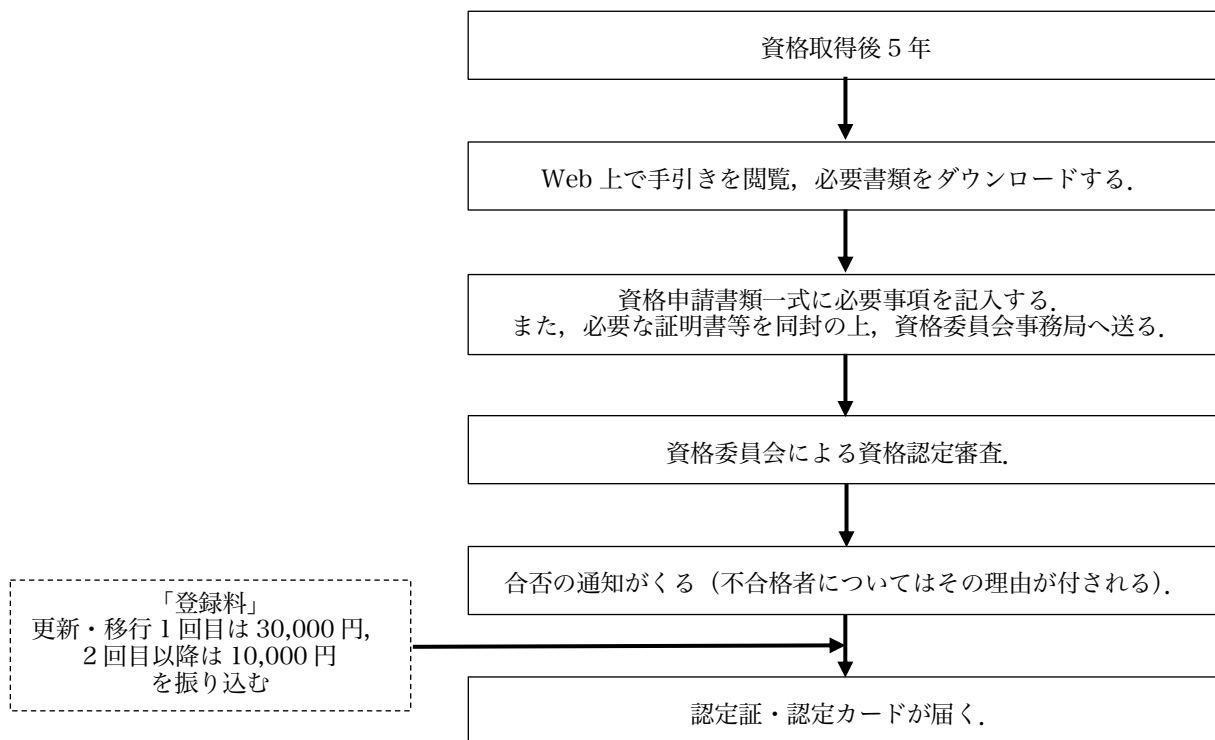 資格取得後 5 年
Web 上で手引きを閲覧，必要書類をダウンロードする．
資格申請書類一式に必要事項を記入する．
また，必要な証明書等を同封の上，資格委員会事務局へ送る．
資格委員会による資格認定審査．
合否の通知がくる（不合格者についてはその理由が付される）．
「登録料」
更新・移行 1 回目は 30,000 円，
2 回目以降は 10,000 円
を振り込む
認定証・認定カードが届く．